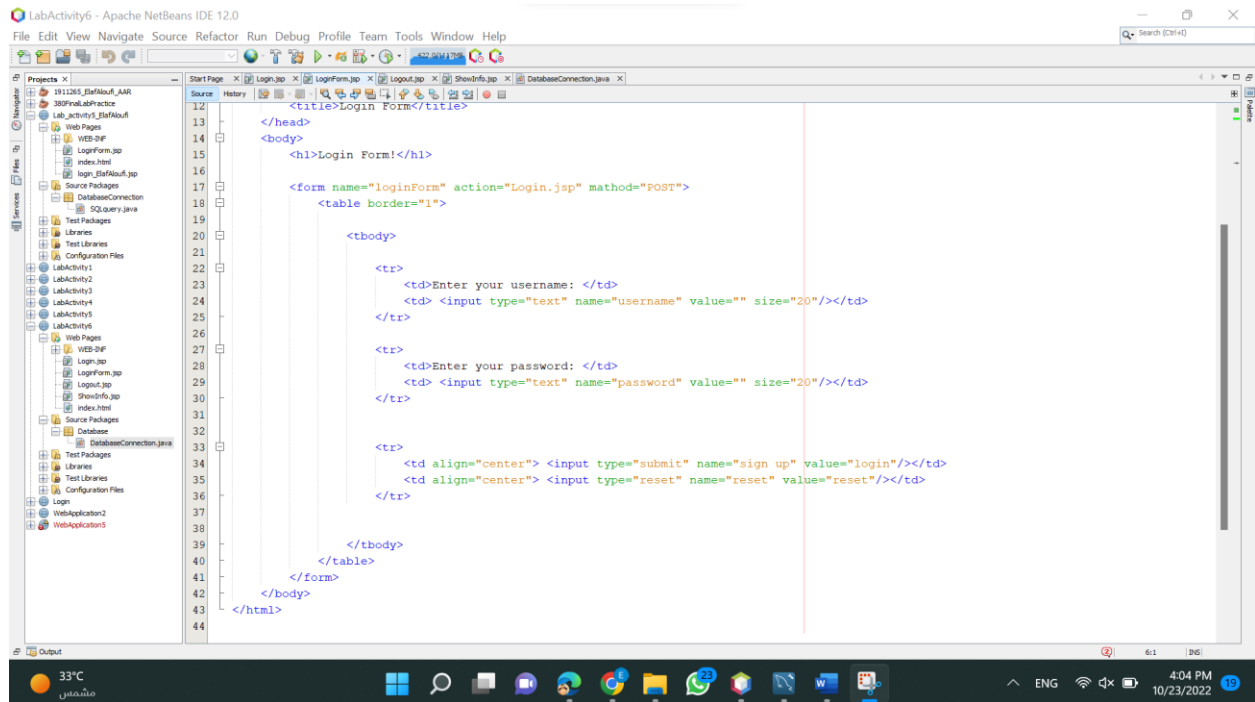 LabActivity6 - Apache NetBeans IDE 12.0
File Edit View Navigate Source Refactor Run Debug Profile Team Tools Window Help
Search (Ctrl+I)
Projects
Start Page Login.jsp LoginForm.jsp Logout.jsp ShowInfo.jsp DatabaseConnection.java
Source History
Navigator
Files
Services
Palette
1911265_ElafAloufi_AAR
380FinalLabPractice
Lab_activity5_ElafAloufi
Web Pages
WEB-INF
LoginForm.jsp
index.html
login_ElafAloufi.jsp
Source Packages
DatabaseConnection
SQLquery.java
Test Packages
Libraries
Test Libraries
Configuration Files
LabActivity1
LabActivity2
LabActivity3
LabActivity4
LabActivity5
LabActivity6
Web Pages
WEB-INF
Login.jsp
LoginForm.jsp
Logout.jsp
ShowInfo.jsp
index.html
Source Packages
Database
DatabaseConnection.java
Test Packages
Libraries
Test Libraries
Configuration Files
Login
WebApplication2
WebApplication5
12 <title>Login Form</title>
13 </head>
14 <body>
15 <h1>Login Form!</h1>
16
17 <form name="loginForm" action="Login.jsp" mathod="POST">
18 <table border="1">
19
20 <tbody>
21
22 <tr>
23 <td>Enter your username: </td>
24 <td> <input type="text" name="username" value="" size="20"/></td>
25 </tr>
26
27 <tr>
28 <td>Enter your password: </td>
29 <td> <input type="text" name="password" value="" size="20"/></td>
30 </tr>
31
32
33 <tr>
34 <td align="center"> <input type="submit" name="sign up" value="login"/></td>
35 <td align="center"> <input type="reset" name="reset" value="reset"/></td>
36 </tr>
37
38
39 </tbody>
40 </table>
41 </form>
42 </body>
43 </html>
44
Output
2
6:1 INS
33°C
مشمس
23
ENG
4:04 PM
10/23/2022
19